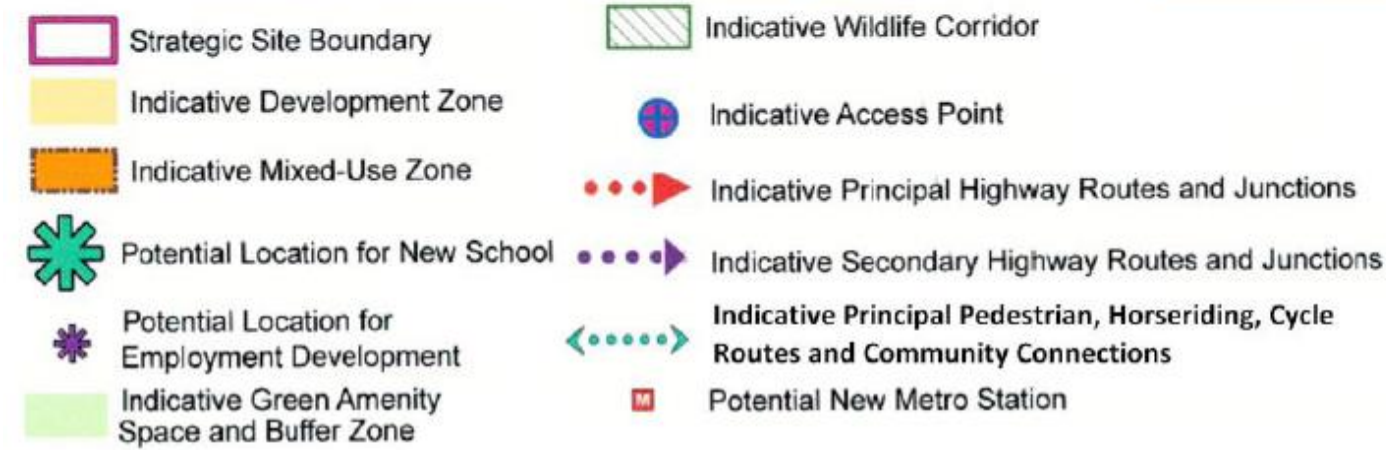 Strategic Site Boundary
Indicative Development Zone
Indicative Mixed-Use Zone
Potential Location for New School
Potential Location for
Employment Development
Indicative Green Amenity
Space and Buffer Zone
Indicative Wildlife Corridor
Indicative Access Point
Indicative Principal Highway Routes and Junctions
Indicative Secondary Highway Routes and Junctions
Indicative Principal Pedestrian, Horseriding, Cycle
Routes and Community Connections
M
Potential New Metro Station